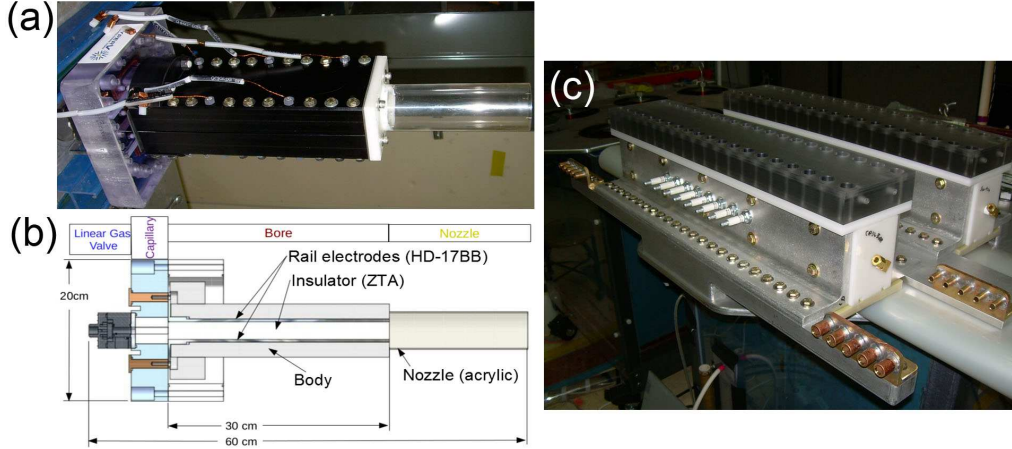 (a)
(b)
Linear Gas
Valve
Capillary
Bore
Nozzle
Rail electrodes (HD-17BB)
Insulator (ZTA)
20cm
Body
Nozzle (acrylic)
30 cm
60 cm
(c)